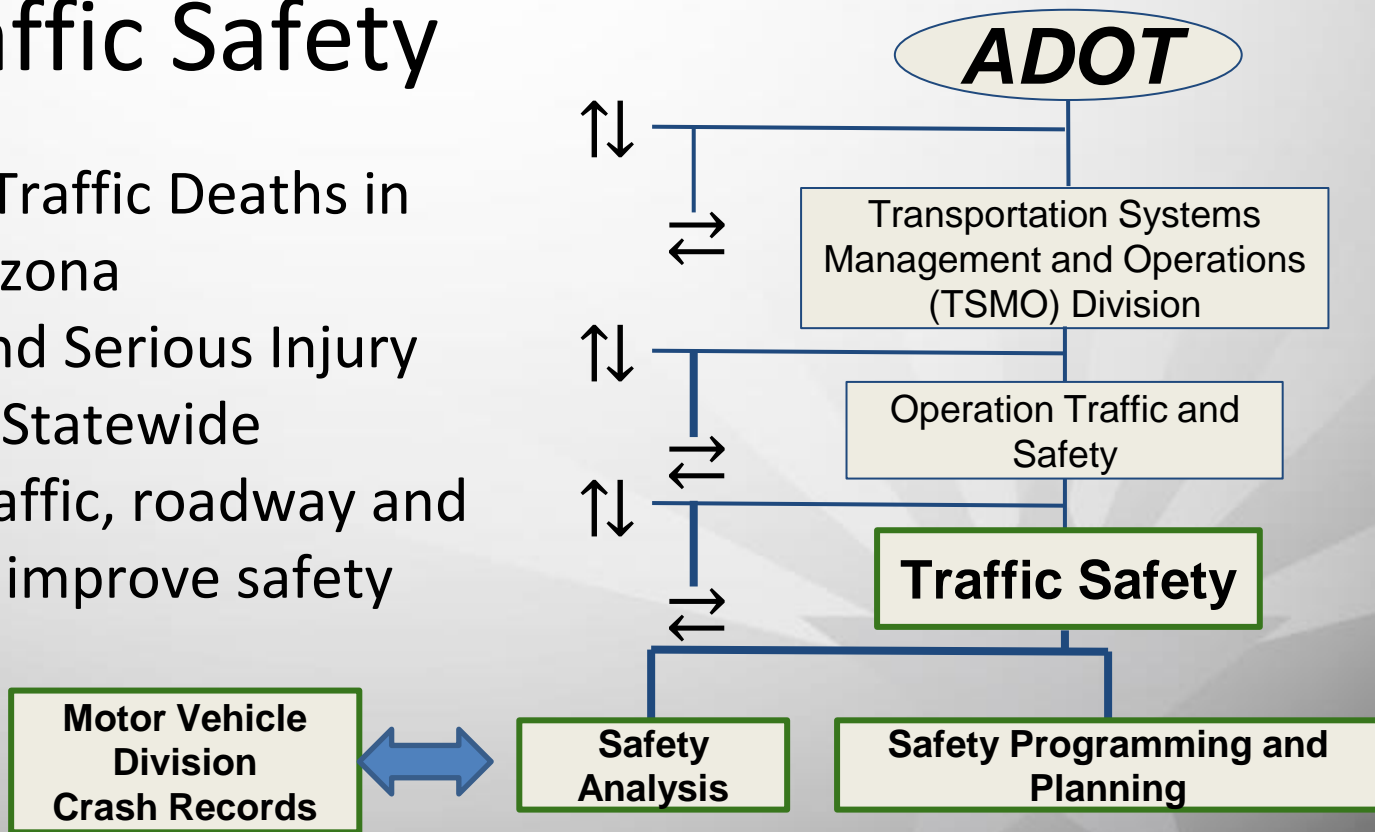 affic Safety
Traffic Deaths in
zona
nd Serious Injury
Statewide
affic, roadway and
improve safety
ADOT
Transportation Systems
Management and Operations
(TSMO) Division
Operation Traffic and
Safety
Traffic Safety
Motor Vehicle
Division
Crash Records
Safety
Analysis
Safety Programming and
Planning